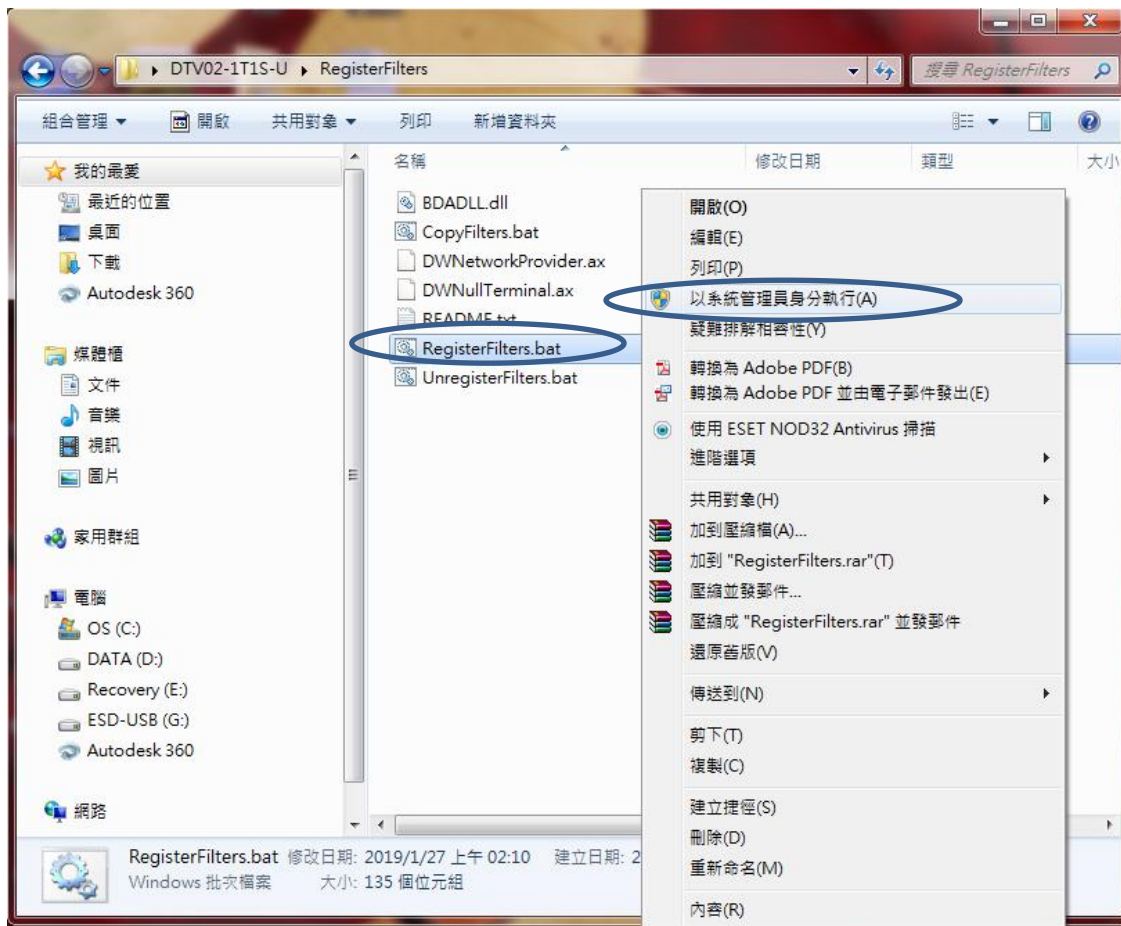 DTV02-1T1S-U ▸ RegisterFilters
搜尋 RegisterFilters
組合管理 開啟 共用對象 列印 新增資料夾
我的最愛
最近的位置
桌面
下載
Autodesk 360
媒體櫃
文件
音樂
視訊
圖片
家用群組
電腦
OS (C:)
DATA (D:)
Recovery (E:)
ESD-USB (G:)
Autodesk 360
網路
名稱 修改日期 類型 大小
BDADLL.dll
CopyFilters.bat
DWNetworkProvider.ax
DWNullTerminal.ax
README.txt
RegisterFilters.bat
UnregisterFilters.bat
開啟(O)
編輯(E)
列印(P)
以系統管理員身分執行(A)
疑難排解相容性(Y)
轉換為 Adobe PDF(B)
轉換為 Adobe PDF 並由電子郵件發出(E)
使用 ESET NOD32 Antivirus 掃描
進階選項
共用對象(H)
加到壓縮檔(A)...
加到 "RegisterFilters.rar"(T)
壓縮並發郵件...
壓縮成 "RegisterFilters.rar" 並發郵件
還原舊版(V)
傳送到(N)
剪下(T)
複製(C)
建立捷徑(S)
刪除(D)
重新命名(M)
內容(R)
RegisterFilters.bat 修改日期: 2019/1/27 上午 02:10 建立日期: 2
Windows 批次檔案 大小: 135 個位元組